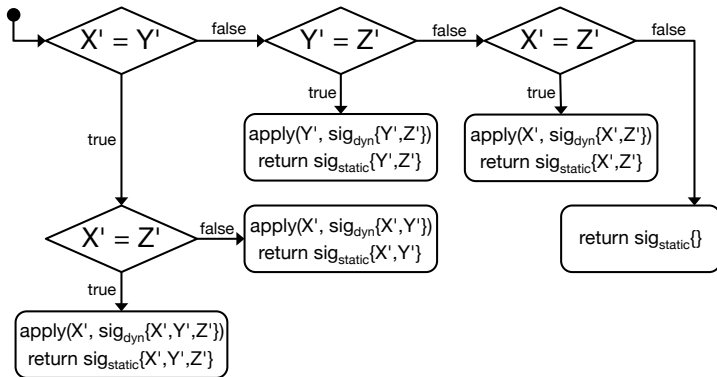 X' = Y'
false
Y' = Z'
false
X' = Z'
false
true
true
true
apply(Y', sig_dyn{Y',Z'})
return sig_static{Y',Z'}
apply(X', sig_dyn{X',Z'})
return sig_static{X',Z'}
X' = Z'
false
apply(X', sig_dyn{X',Y'})
return sig_static{X',Y'}
return sig_static{}
true
apply(X', sig_dyn{X',Y',Z'})
return sig_static{X',Y',Z'}